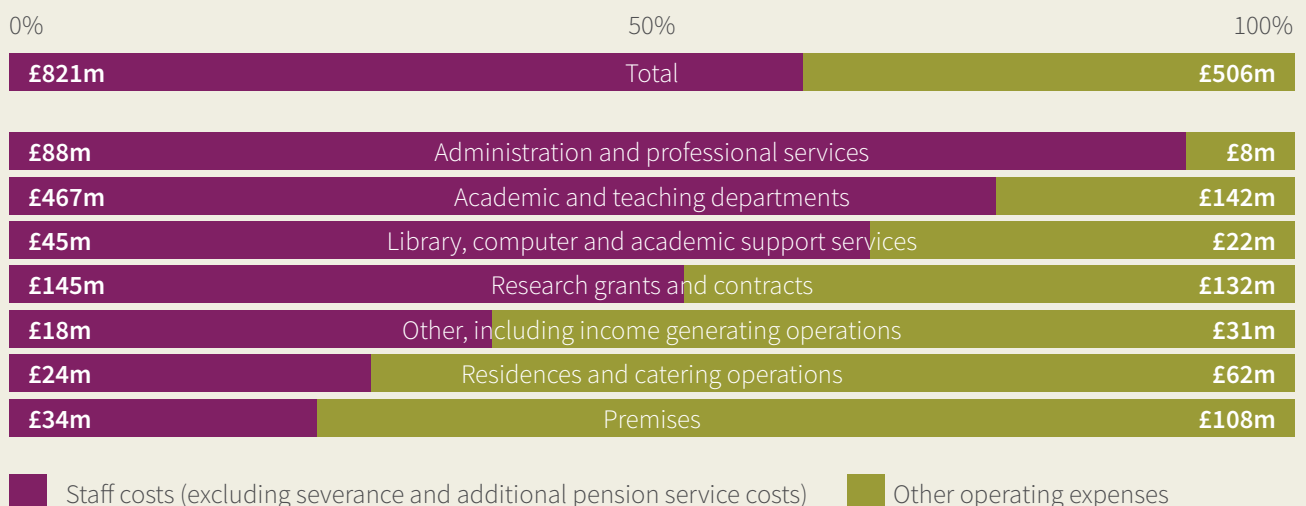 0% 50% 100%
£821m Total £506m
£88m Administration and professional services £8m
£467m Academic and teaching departments £142m
£45m Library, computer and academic support services £22m
£145m Research grants and contracts £132m
£18m Other, including income generating operations £31m
£24m Residences and catering operations £62m
£34m Premises £108m
Staff costs (excluding severance and additional pension service costs) Other operating expenses